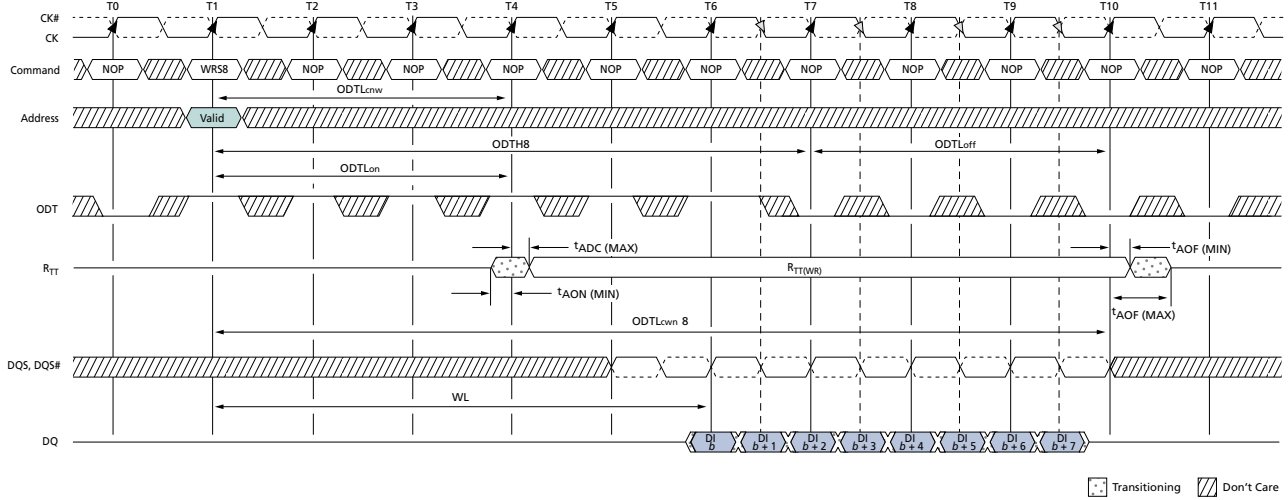 T0 T1 T2 T3 T4 T5 T6 T7 T8 T9 T10 T11
CK#
CK
Command NOP WRS8 NOP NOP NOP NOP NOP NOP NOP NOP NOP NOP
ODTLcnw
Address Valid
ODTH8 ODTLoff
ODTLon
ODT
tADC (MAX) tAOF (MIN)
RTT RTT(WR)
tAON (MIN)
tAOF (MAX)
ODTLcwn 8
DQS, DQS#
WL
DQ DI b DI b + 1 DI b + 2 DI b + 3 DI b + 4 DI b + 5 DI b + 6 DI b + 7
Transitioning Don't Care